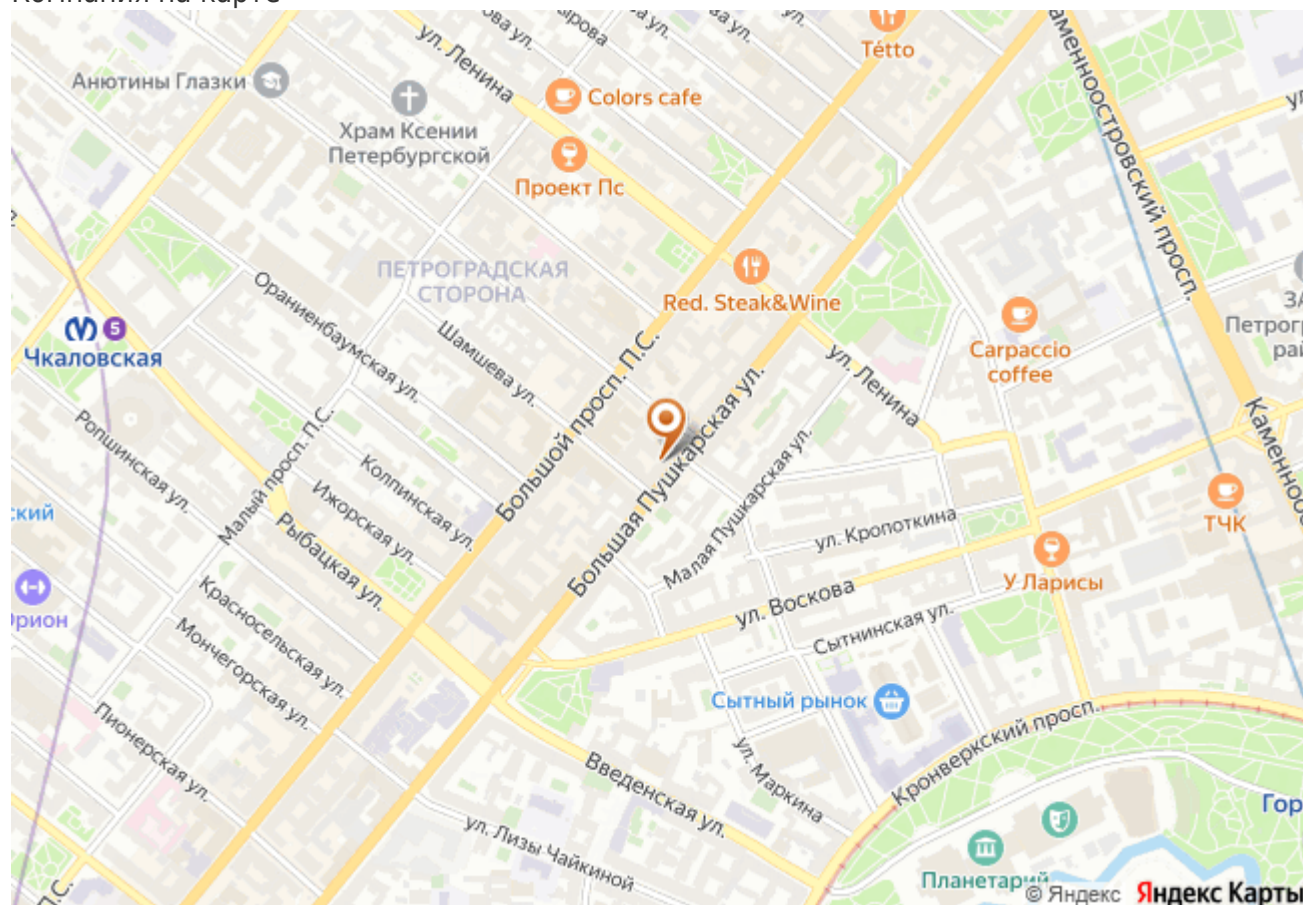 ул. Ленина
Tétto
Анютины Глазки
Colors cafe
Храм Ксении
Петербургской
Проект Пс
Каменноостровский просп.
ПЕТРОГРАДСКАЯ
СТОРОНА
Red. Steak&Wine
Ораниенбаумская ул.
Шамшева ул.
Carpaccio
coffee
5
Чкаловская
Большой просп. П.С.
ул. Ленина
Большая Пушкарская ул.
Малый просп. П.С.
Ропшинская ул.
Колпинская ул.
Ижорская ул.
Малая Пушкарская ул.
ул. Кропоткина
ТЧК
Рыбацкая ул.
У Ларисы
ул. Воскова
Сытнинская ул.
Красносельская ул.
Мончегорская ул.
Сытный рынок
Пионерская ул.
Кронверкский просп.
ул. Маркина
Введенская ул.
ул. Лизы Чайкиной
Планетарий
© Яндекс Яндекс Карты